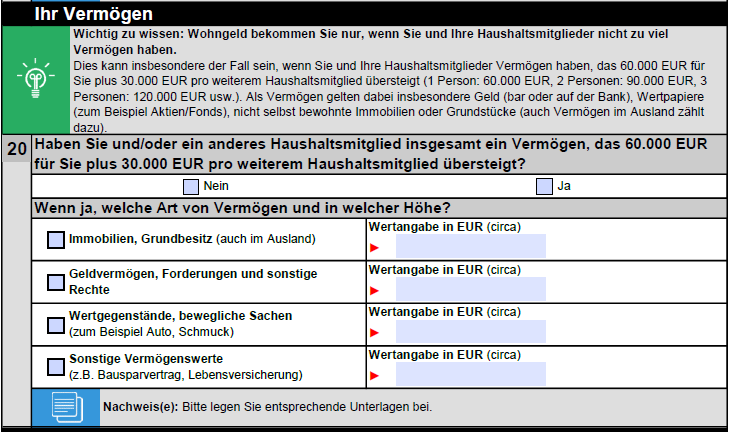 Ihr Vermögen
Wichtig zu wissen: Wohngeld bekommen Sie nur, wenn Sie und Ihre Haushaltsmitglieder nicht zu viel
Vermögen haben.
Dies kann insbesondere der Fall sein, wenn Sie und Ihre Haushaltsmitglieder Vermögen haben, das 60.000 EUR für
Sie plus 30.000 EUR pro weiterem Haushaltsmitglied übersteigt (1 Person: 60.000 EUR, 2 Personen: 90.000 EUR, 3
Personen: 120.000 EUR usw.). Als Vermögen gelten dabei insbesondere Geld (bar oder auf der Bank), Wertpapiere
(zum Beispiel Aktien/Fonds), nicht selbst bewohnte Immobilien oder Grundstücke (auch Vermögen im Ausland zählt
dazu).
20 Haben Sie und/oder ein anderes Haushaltsmitglied insgesamt ein Vermögen, das 60.000 EUR
für Sie plus 30.000 EUR pro weiterem Haushaltsmitglied übersteigt?
Nein Ja
Wenn ja, welche Art von Vermögen und in welcher Höhe?
Immobilien, Grundbesitz (auch im Ausland)
Wertangabe in EUR (circa)
Geldvermögen, Forderungen und sonstige
Rechte
Wertangabe in EUR (circa)
Wertgegenstände, bewegliche Sachen
(zum Beispiel Auto, Schmuck)
Wertangabe in EUR (circa)
Sonstige Vermögenswerte
(z.B. Bausparvertrag, Lebensversicherung)
Wertangabe in EUR (circa)
Nachweis(e): Bitte legen Sie entsprechende Unterlagen bei.